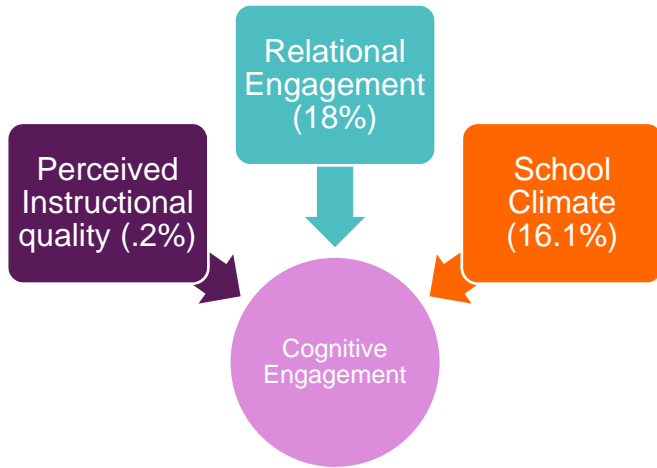 Relational
Engagement
(18%)
Perceived
Instructional
quality (.2%)
School
Climate
(16.1%)
Cognitive
Engagement